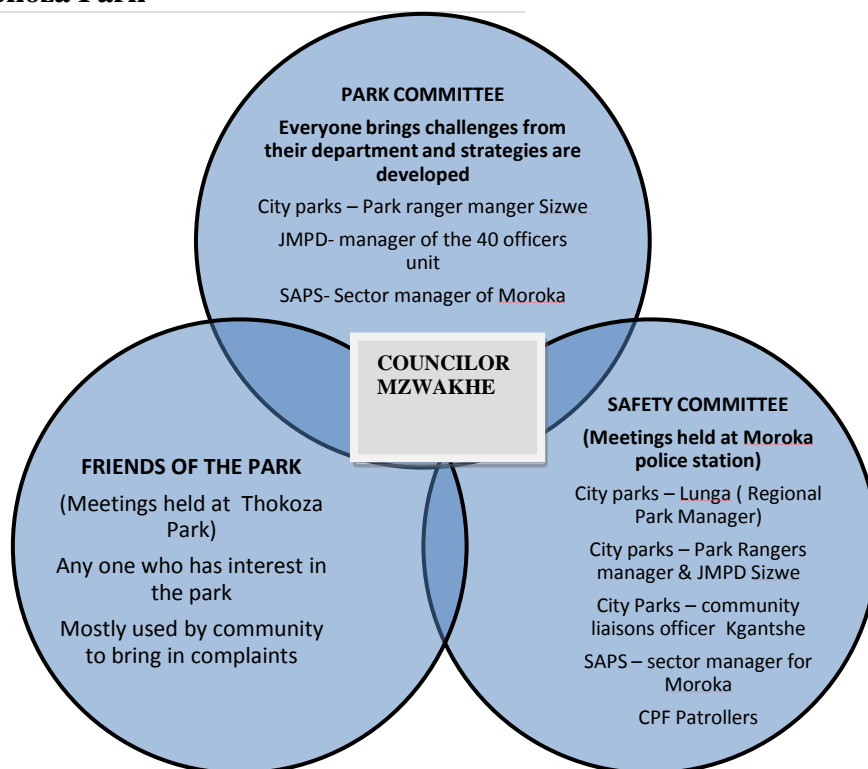 Park
PARK COMMITTEE
Everyone brings challenges from
their department and strategies are
developed
City parks – Park ranger manger Sizwe
JMPD- manager of the 40 officers
unit
SAPS- Sector manager of Moroka
COUNCILOR
MZWAKHE
FRIENDS OF THE PARK
(Meetings held at Thokoza
Park)
Any one who has interest in
the park
Mostly used by community
to bring in complaints
SAFETY COMMITTEE
(Meetings held at Moroka
police station)
City parks – Lunga ( Regional
Park Manager)
City parks – Park Rangers
manager & JMPD Sizwe
City Parks – community
liaisons officer Kgantshe
SAPS – sector manager for
Moroka
CPF Patrollers